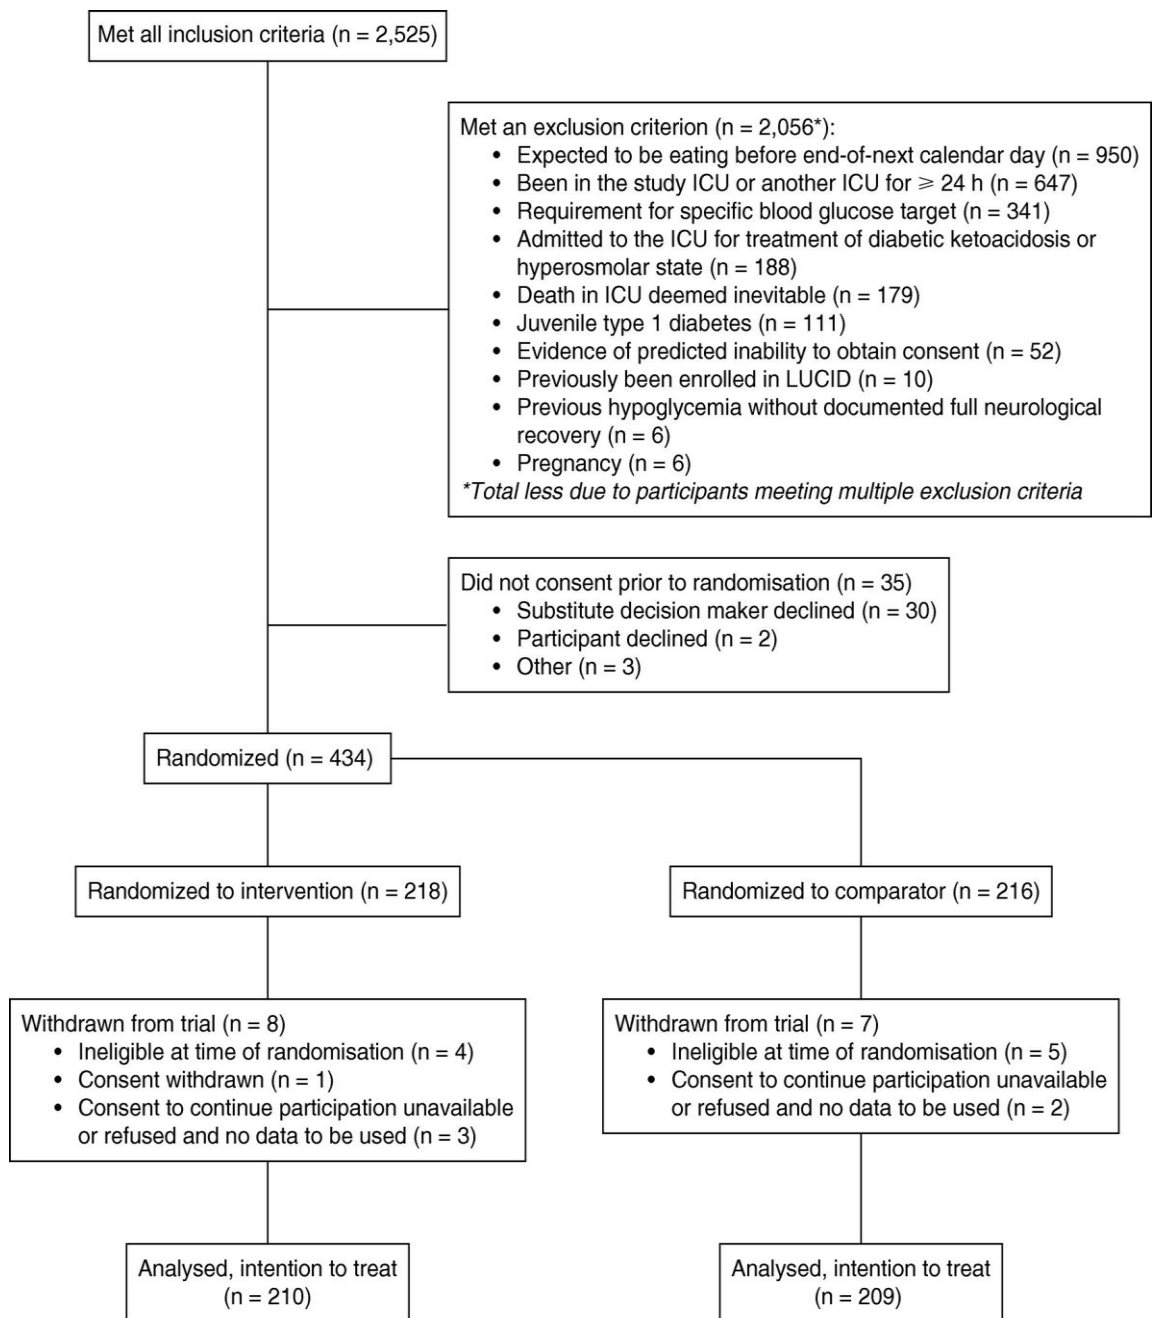 Met all inclusion criteria (n = 2,525)
Met an exclusion criterion (n = 2,056*):
• Expected to be eating before end-of-next calendar day (n = 950)
• Been in the study ICU or another ICU for ⩾ 24 h (n = 647)
• Requirement for specific blood glucose target (n = 341)
• Admitted to the ICU for treatment of diabetic ketoacidosis or
hyperosmolar state (n = 188)
• Death in ICU deemed inevitable (n = 179)
• Juvenile type 1 diabetes (n = 111)
• Evidence of predicted inability to obtain consent (n = 52)
• Previously been enrolled in LUCID (n = 10)
• Previous hypoglycemia without documented full neurological
recovery (n = 6)
• Pregnancy (n = 6)
*Total less due to participants meeting multiple exclusion criteria
Did not consent prior to randomisation (n = 35)
• Substitute decision maker declined (n = 30)
• Participant declined (n = 2)
• Other (n = 3)
Randomized (n = 434)
Randomized to intervention (n = 218)
Randomized to comparator (n = 216)
Withdrawn from trial (n = 8)
• Ineligible at time of randomisation (n = 4)
• Consent withdrawn (n = 1)
• Consent to continue participation unavailable
or refused and no data to be used (n = 3)
Withdrawn from trial (n = 7)
• Ineligible at time of randomisation (n = 5)
• Consent to continue participation unavailable
or refused and no data to be used (n = 2)
Analysed, intention to treat
(n = 210)
Analysed, intention to treat
(n = 209)